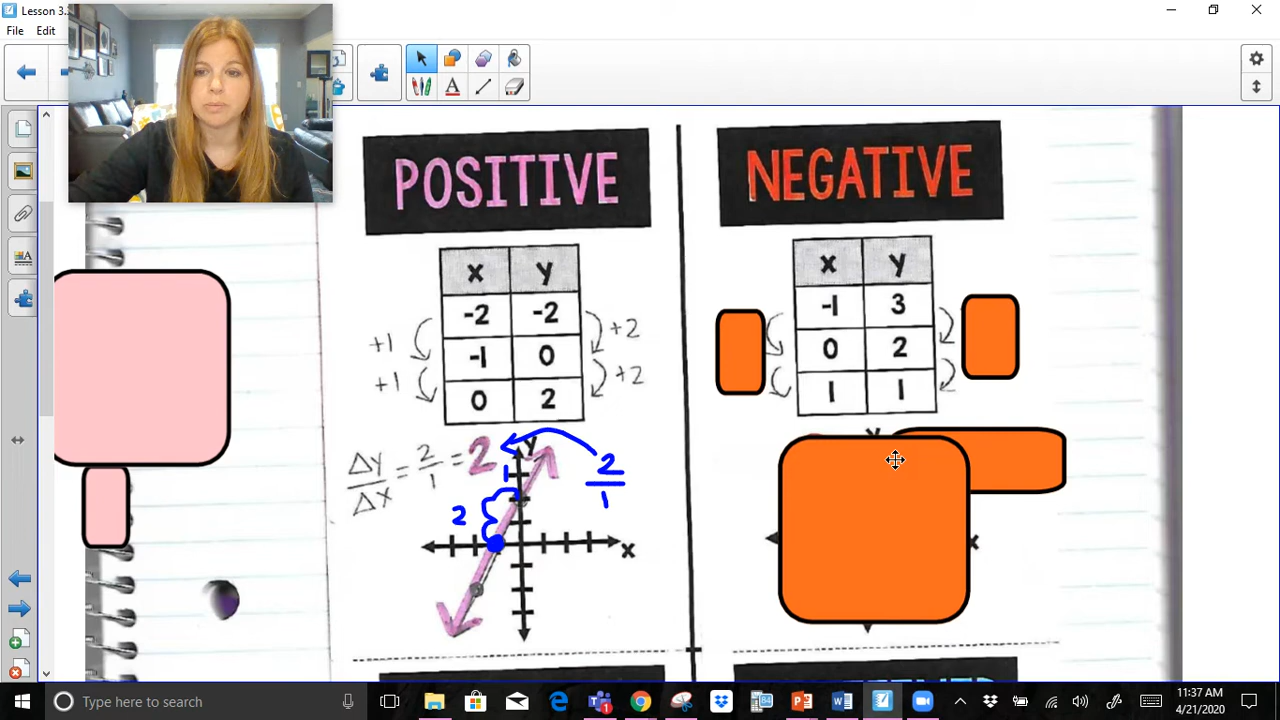 Lesson 3.
File Edit
POSITIVE
NEGATIVE
x y
-2 -2
-1 0
0 2
+1
+1
+2
+2
x y
-1 3
0 2
1 1
Δy/Δx = 2/1 = 2
y
1
2
2/1
x
y
x
Type here to search
11:37 AM
4/21/2020